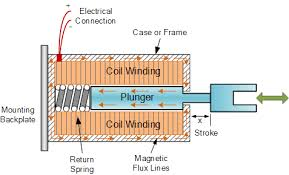 +
-
Electrical
Connection
Case or Frame
Coil Winding
Plunger
Coil Winding
Mounting
Backplate
x
Stroke
Return
Spring
Magnetic
Flux Lines